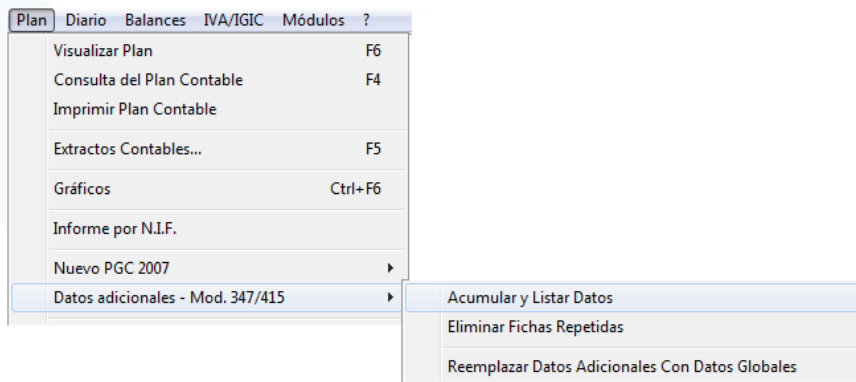 Plan Diario Balances IVA/IGIC Módulos ?
Visualizar Plan F6
Consulta del Plan Contable F4
Imprimir Plan Contable
Extractos Contables... F5
Gráficos Ctrl+F6
Informe por N.I.F.
Nuevo PGC 2007
Datos adicionales - Mod. 347/415
Acumular y Listar Datos
Eliminar Fichas Repetidas
Reemplazar Datos Adicionales Con Datos Globales